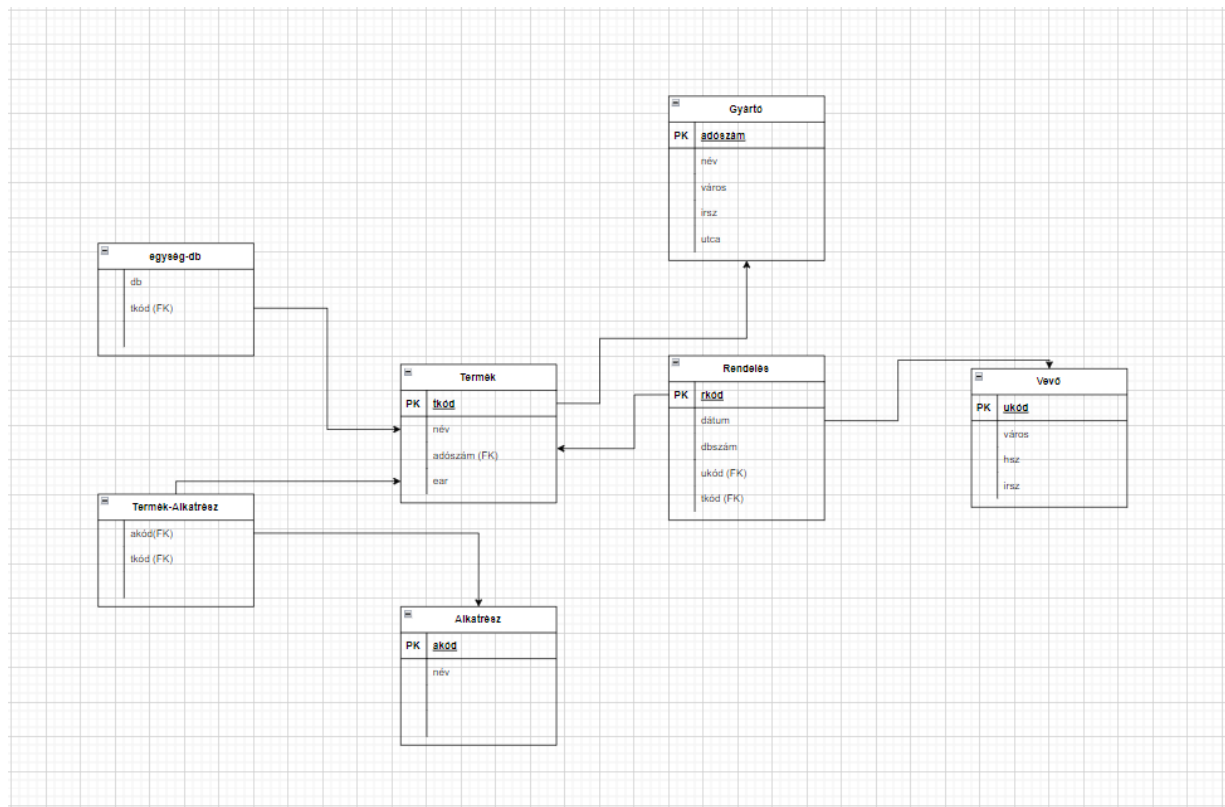 Gyártó
PK adószám
név
város
irsz
utca
egység-db
db
tkód (FK)
Termék
PK tkód
név
adószám (FK)
ear
Rendelés
PK rkód
dátum
dbszám
ukód (FK)
tkód (FK)
Vevő
PK ukód
város
hsz
irsz
Termék-Alkatrész
akód(FK)
tkód (FK)
Alkatrész
PK akód
név